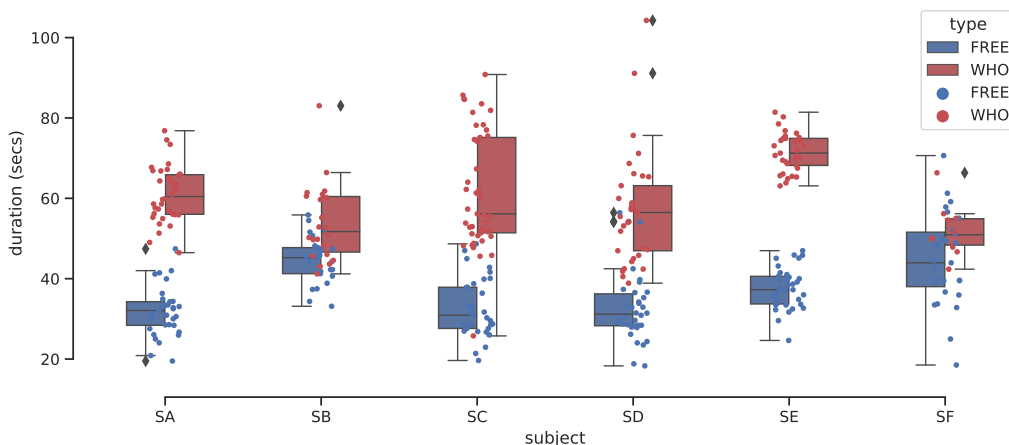 type
FREE
WHO
FREE
WHO
duration (secs)
100
80
60
40
20
SA SB SC SD SE SF
subject